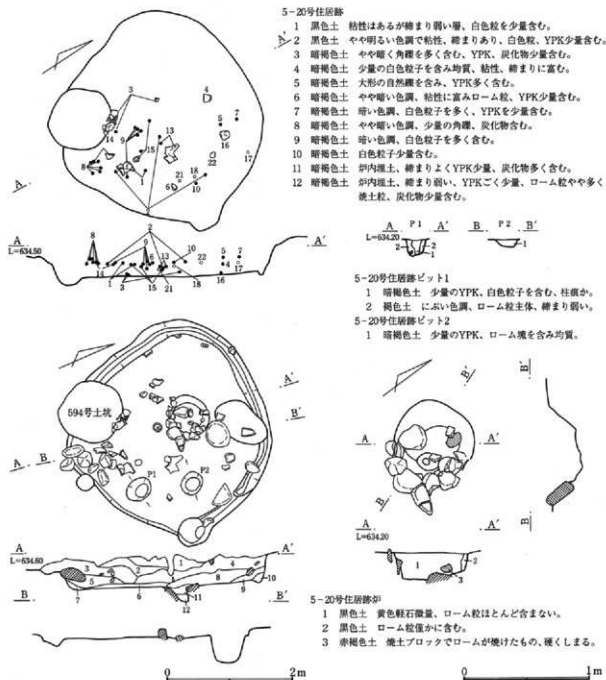 5-20号住居跡
1 黒色土 粘性はあるが締まり弱い層、白色粒を少量含む。
2 黒色土 やや明るい色調で粘性、締まりあり、白色粒、YPK少量含む。
3 暗褐色土 やや暗く角礫を多く含む、YPK、炭化物少量含む。
4 暗褐色土 少量の白色粒子を含み均質、粘性、締まりに富む。
5 暗褐色土 大形の自然礫を含み、YPK多く含む。
6 暗褐色土 やや暗い色調、粘性に富みローム粒、YPK少量含む。
7 暗褐色土 暗い色調、白色粒子を多く、YPKを少量含む。
8 暗褐色土 やや暗い色調、少量の角礫、炭化物含む。
9 暗褐色土 暗い色調、白色粒子を多く含む。
10 暗褐色土 白色粒子少量含む。
11 暗褐色土 炉内埋土、締まりよくYPK少量、炭化物多く含む。
12 暗褐色土 炉内埋土、締まり弱い、YPKごく少量、ローム粒やや多く
焼土粒、炭化物少量含む。
A A'
L=634.50
A P1 A' B P2 B'
L=634.20
5-20号住居跡ピット1
1 暗褐色土 少量のYPK、白色粒子を含む、柱痕か。
2 褐色土 にぶい色調、ローム粒主体、締まり弱い。
5-20号住居跡ピット2
1 暗褐色土 少量のYPK、ローム塊を含み均質。
594号土坑
P1 P2
A A'
L=634.60
B B'
A A'
L=634.20
5-20号住居跡炉
1 黒色土 黄色軽石微量、ローム粒ほとんど含まない。
2 黒色土 ローム粒僅かに含む。
3 赤褐色土 焼土ブロックでロームが焼けたもの、硬くしまる。
0 2m
0 1m